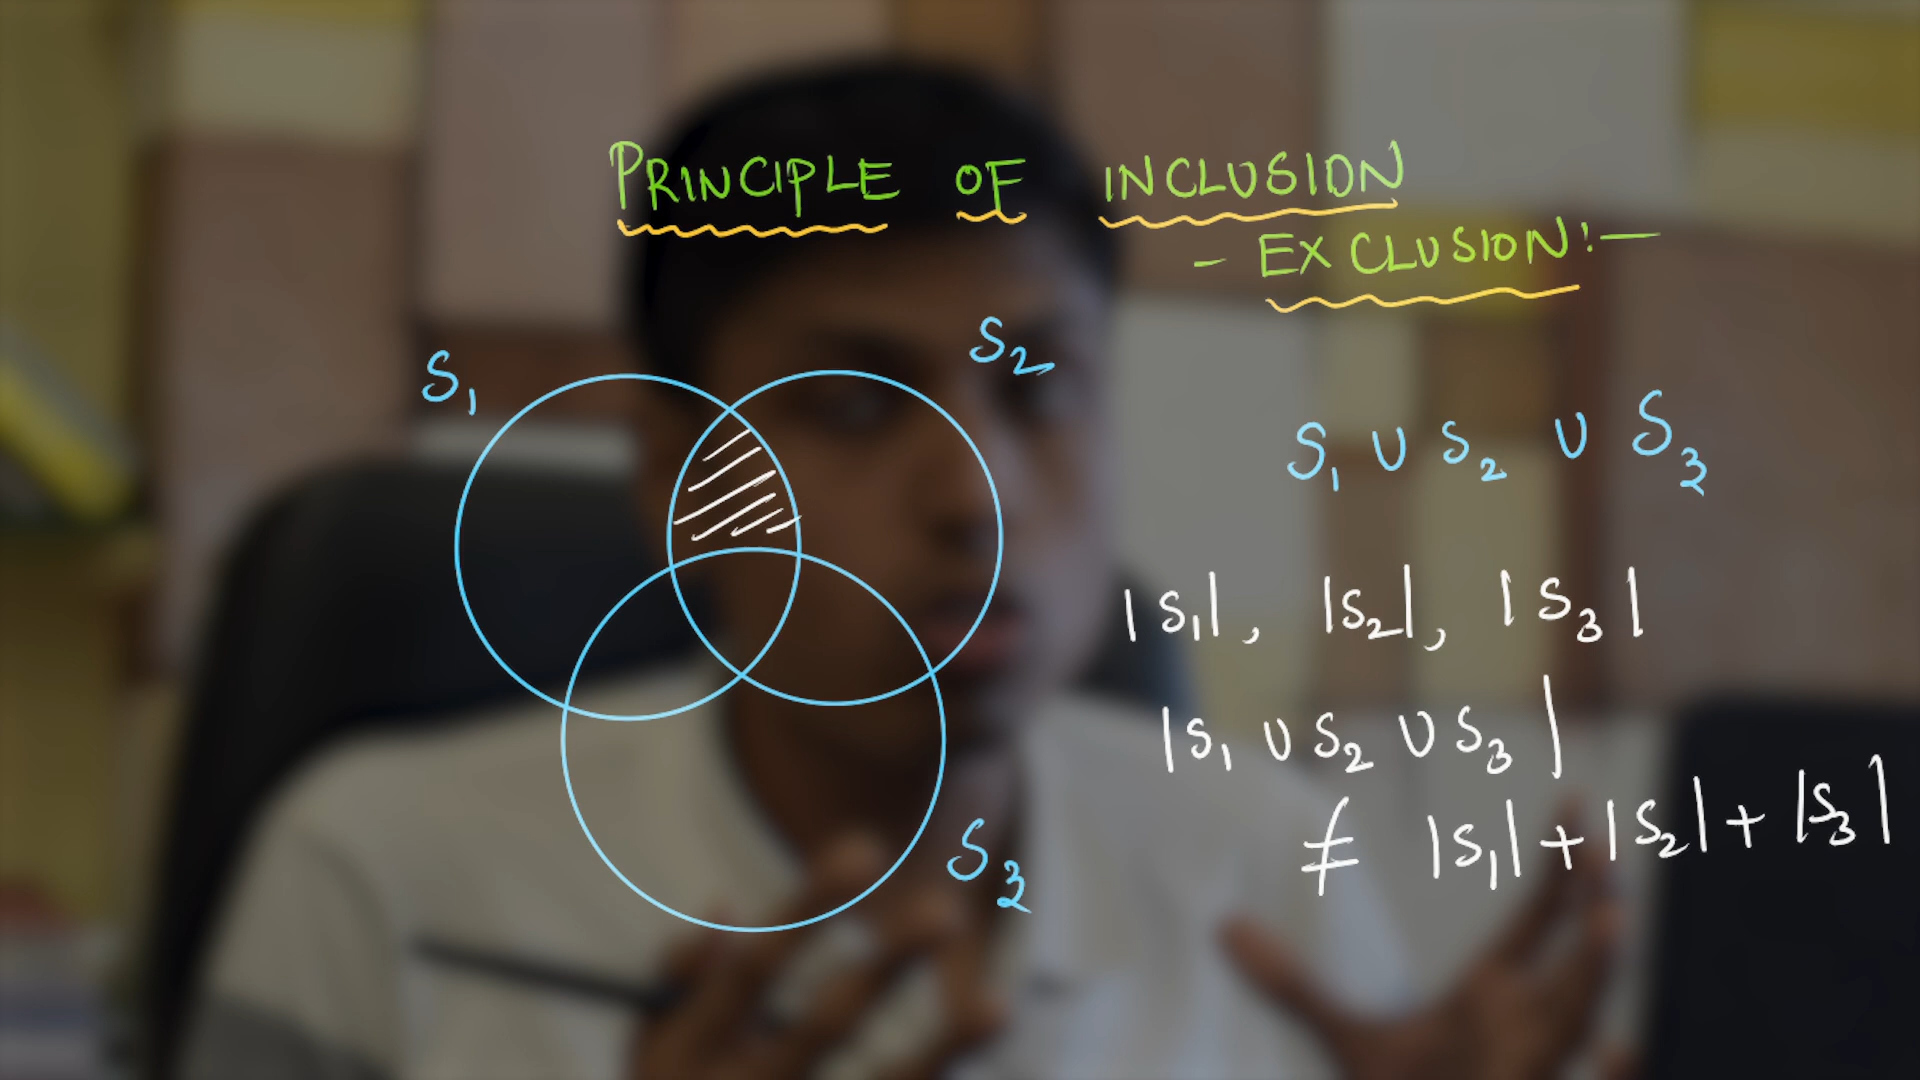 PRINCIPLE OF INCLUSION
- EXCLUSION:-
S₁
S₂
S₁ ∪ S₂ ∪ S₃
|S₁|, |S₂|, |S₃|
|S₁ ∪ S₂ ∪ S₃|
≠ |S₁| + |S₂| + |S₃|
S₃